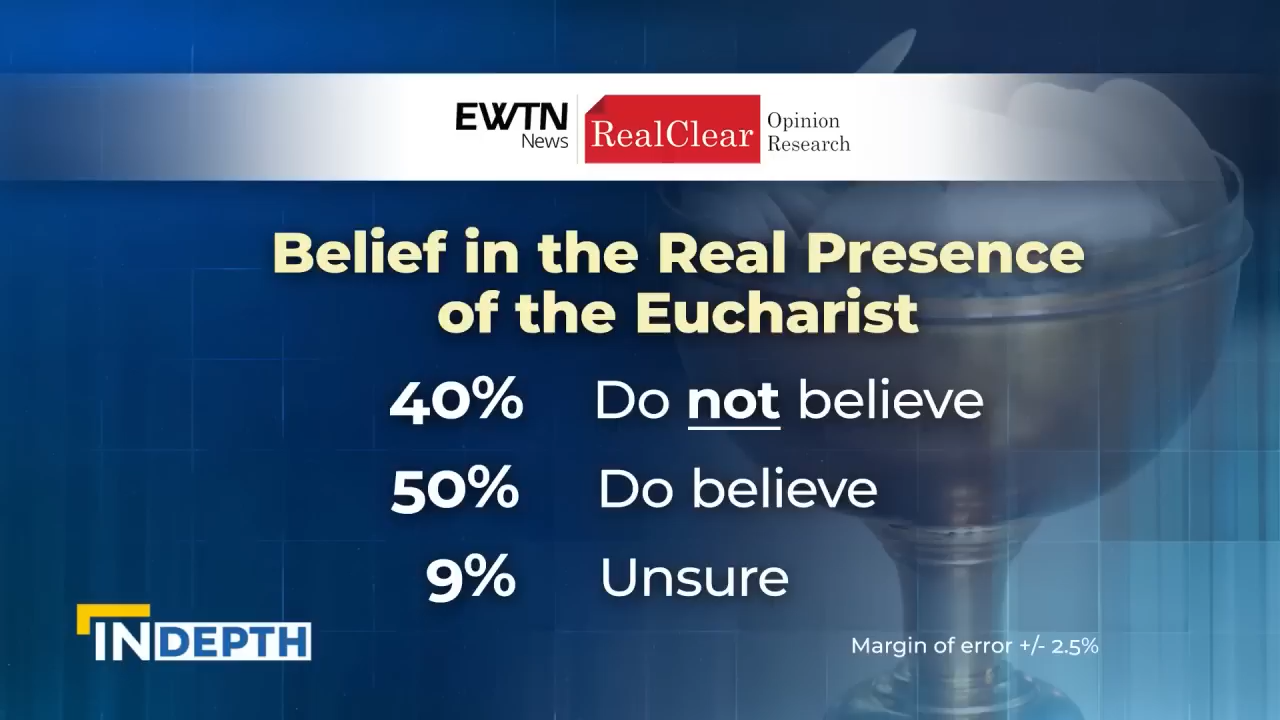 EWTN
News
RealClear
Opinion
Research
Belief in the Real Presence
of the Eucharist
40% Do not believe
50% Do believe
9% Unsure
INDEPTH
Margin of error +/- 2.5%